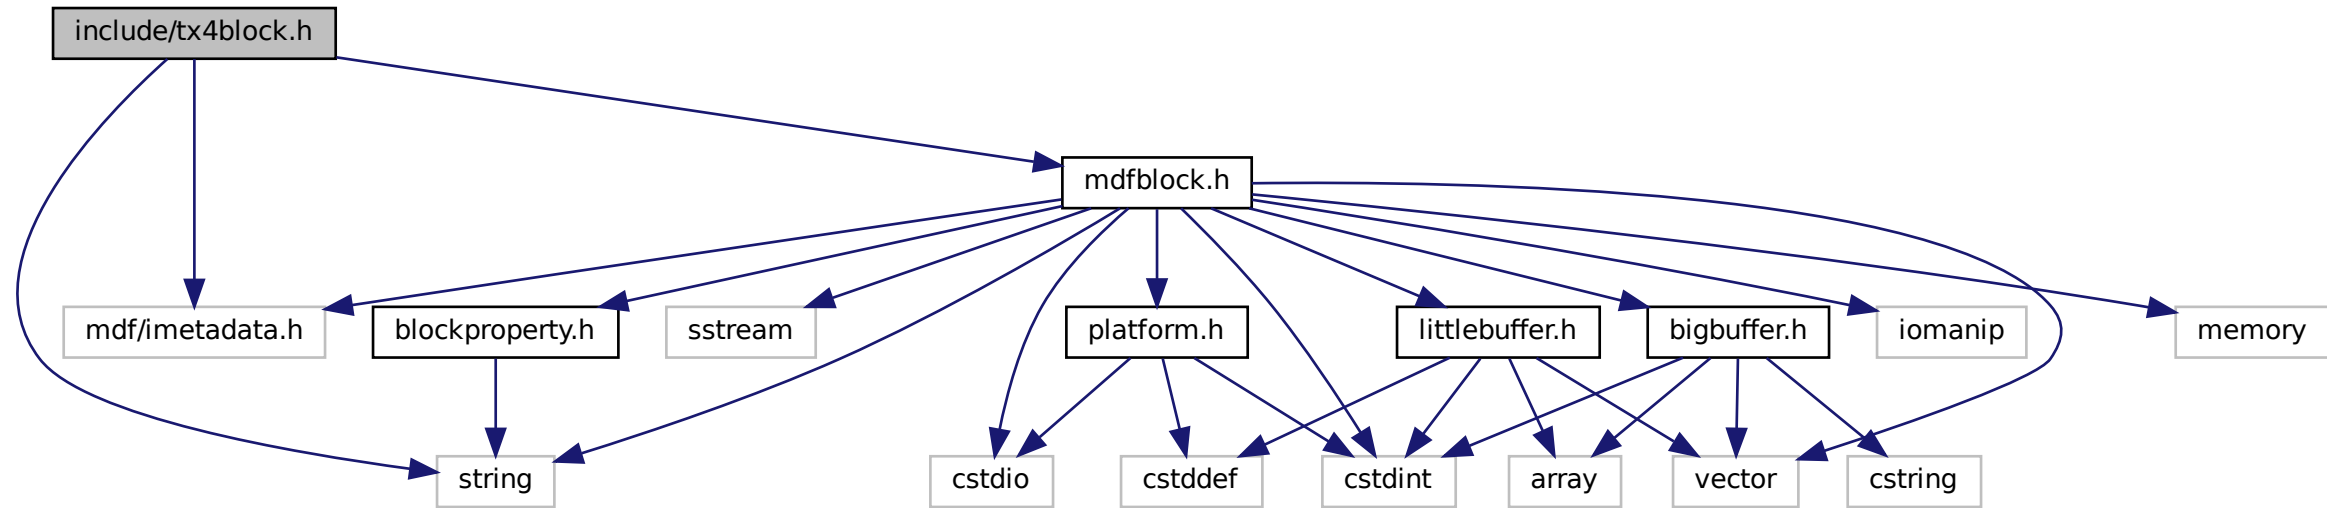 include/tx4block.h
mdfblock.h
mdf/imetadata.h
blockproperty.h
sstream
platform.h
littlebuffer.h
bigbuffer.h
iomanip
memory
string
cstdio
cstddef
cstdint
array
vector
cstring